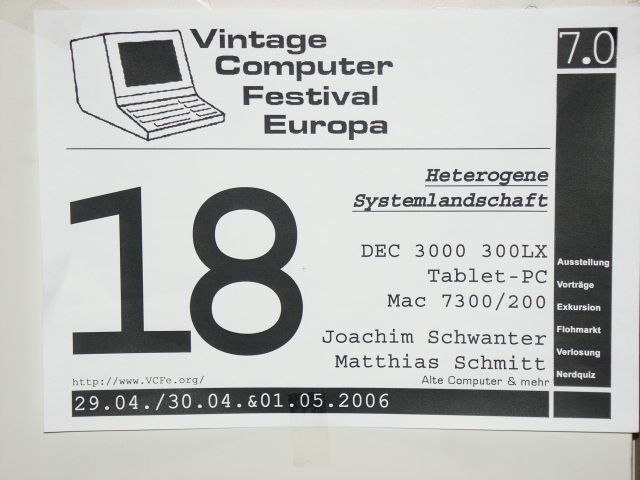 Vintage
Computer
Festival
Europa
7.0
18
Heterogene
Systemlandschaft
DEC 3000 300LX
Tablet-PC
Mac 7300/200
Joachim Schwanter
Matthias Schmitt
Ausstellung
Vorträge
Exkursion
Flohmarkt
Verlosung
Nerdquiz
http://www.VCFe.org/
Alte Computer & mehr
29.04./30.04.&01.05.2006